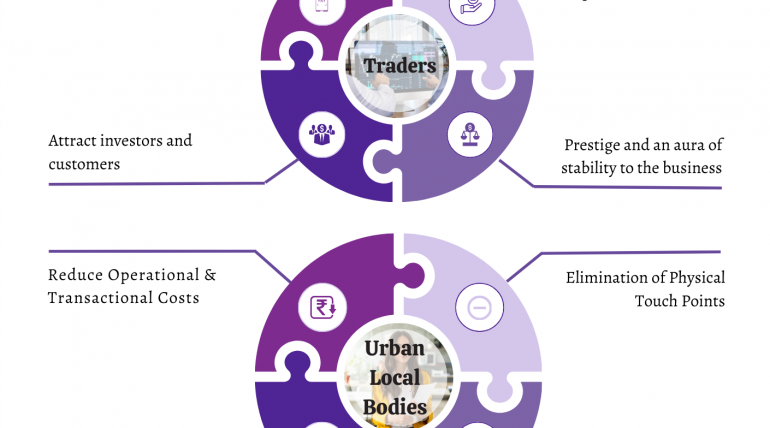 Traders
Attract investors and
customers
Prestige and an aura of
stability to the business
Reduce Operational &
Transactional Costs
Elimination of Physical
Touch Points
Urban
Local
Bodies